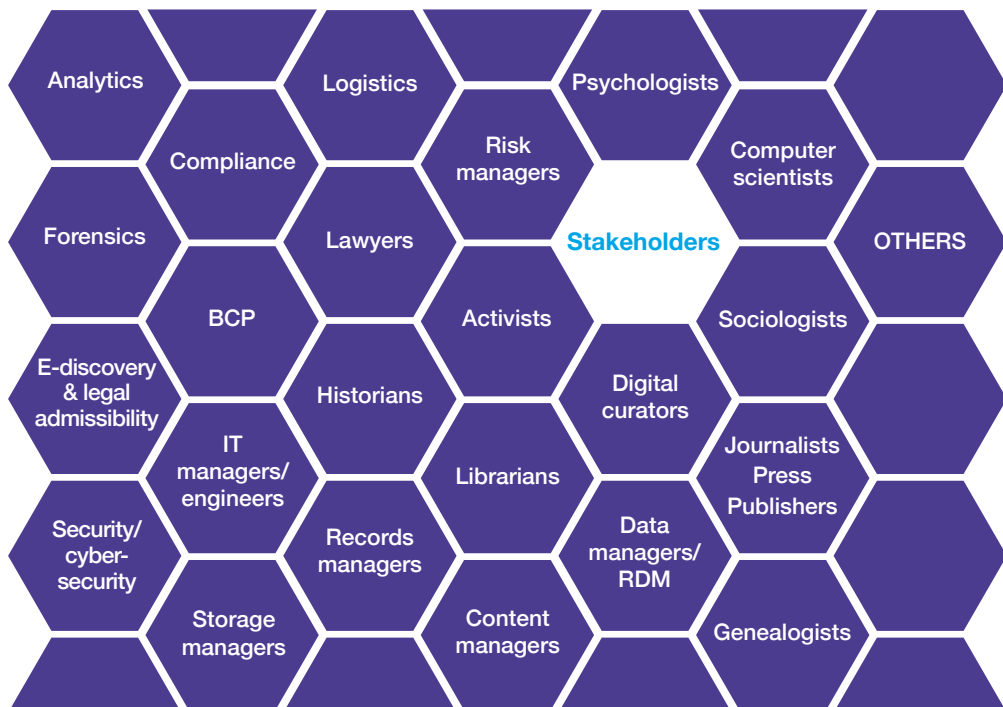 Analytics
Logistics
Psychologists
Compliance
Risk
managers
Computer
scientists
Forensics
Lawyers
Stakeholders
OTHERS
BCP
Activists
Sociologists
E-discovery
& legal
admissibility
Historians
Digital
curators
IT
managers/
engineers
Librarians
Journalists
Press
Publishers
Security/
cyber-
security
Records
managers
Data
managers/
RDM
Storage
managers
Content
managers
Genealogists